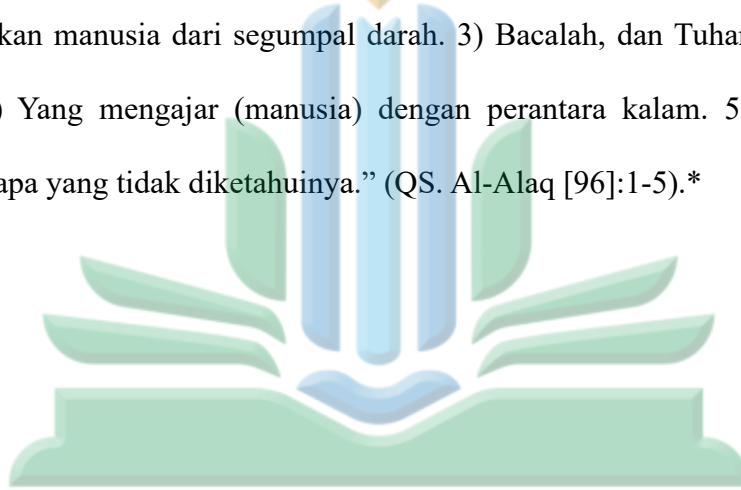 kan manusia dari segumpal darah. 3) Bacalah, dan Tuhan
) Yang mengajar (manusia) dengan perantara kalam. 5
apa yang tidak diketahuinya.” (QS. Al-Alaq [96]:1-5).*